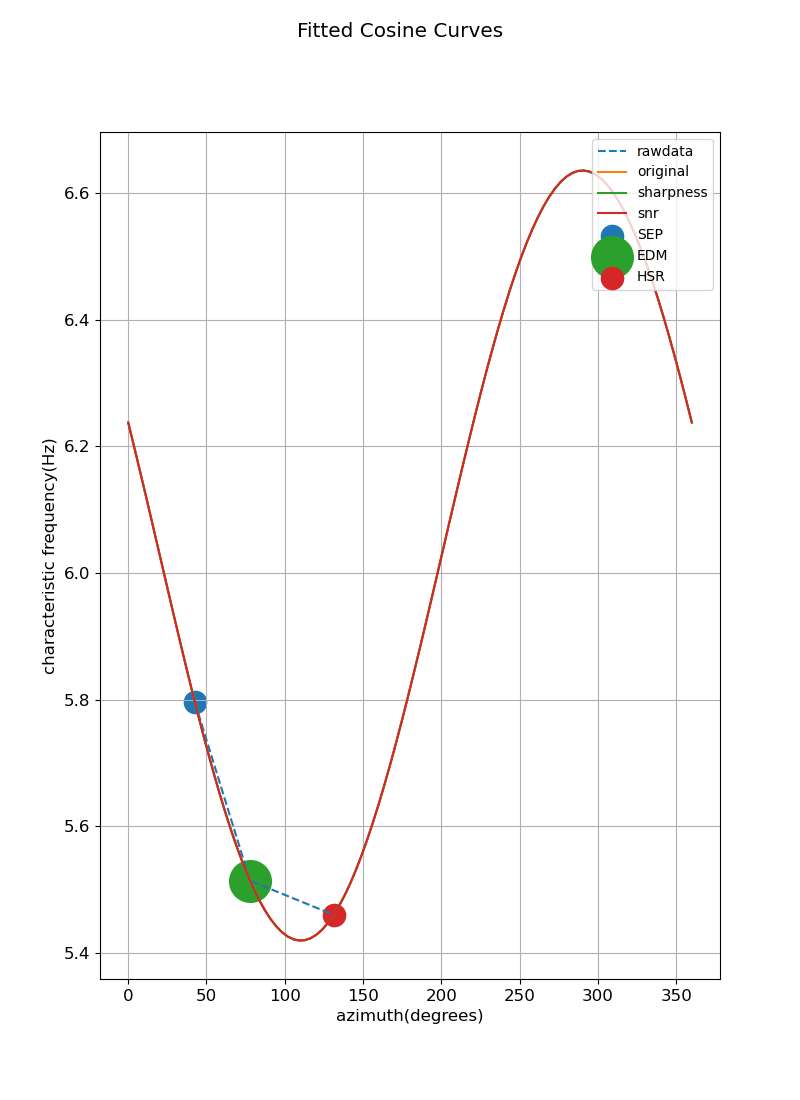 Fitted Cosine Curves
rawdata
original
sharpness
snr
SEP
EDM
HSR
6.6
6.4
6.2
6.0
5.8
5.6
5.4
characteristic frequency(Hz)
0 50 100 150 200 250 300 350
azimuth(degrees)